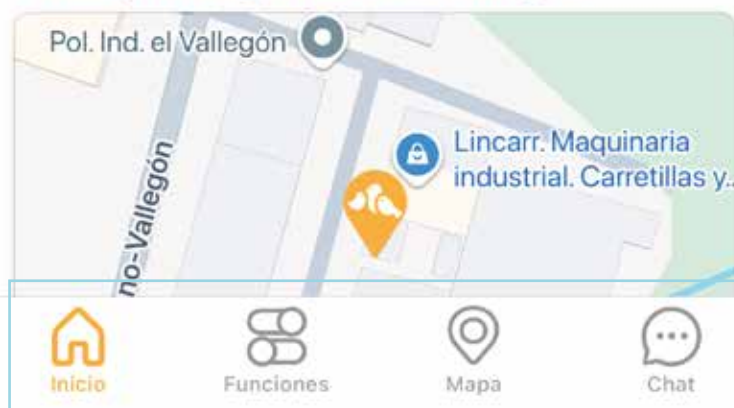 Pol. Ind. el Vallegón
Lincarr. Maquinaria
industrial. Carretillas y...
no-Vallegón
Inicio
Funciones
Mapa
Chat